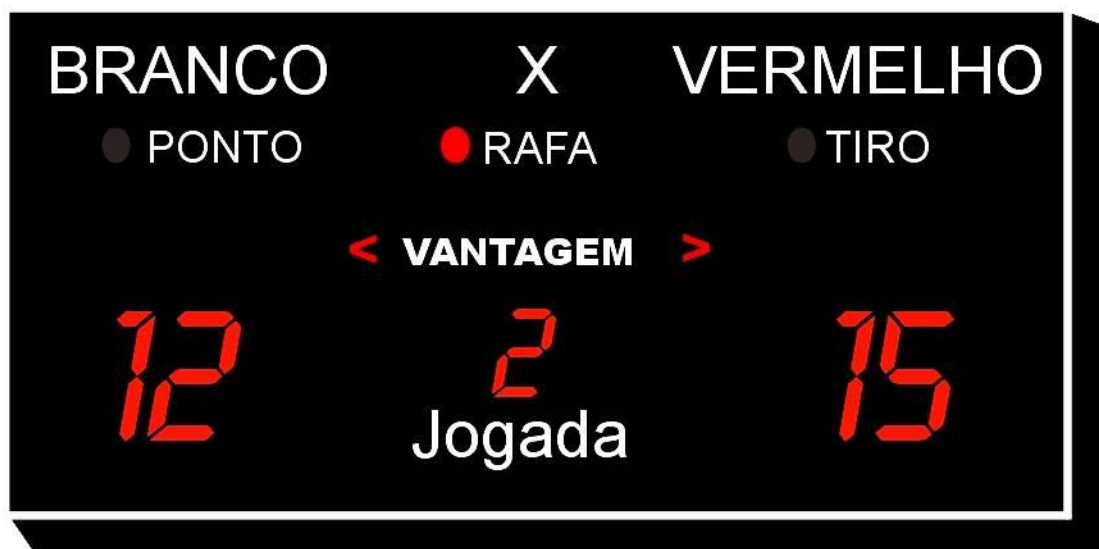 BRANCO X VERMELHO
PONTO RAFA TIRO
< VANTAGEM >
12 2 15
Jogada